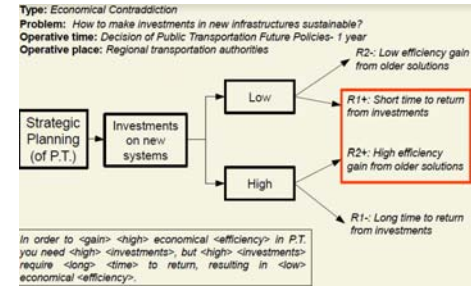 Type: Economical Contraddiction
Problem: How to make investments in new infrastructures sustainable?
Operative time: Decision of Public Transportation Future Policies- 1 year
Operative place: Regional transportation authorities
R2-: Low efficiency gain
from older solutions
Low
R1+: Short time to return
from investments
Strategic
Planning
(of P.T.)
Investments
on new
systems
R2+: High efficiency
gain from older solutions
High
R1-: Long time to return
from investments
In order to <gain> <high> economical <efficiency> in P.T.
you need <high> <investments>, but <high> <investments>
require <long> <time> to return, resulting in <low>
economical <efficiency>.